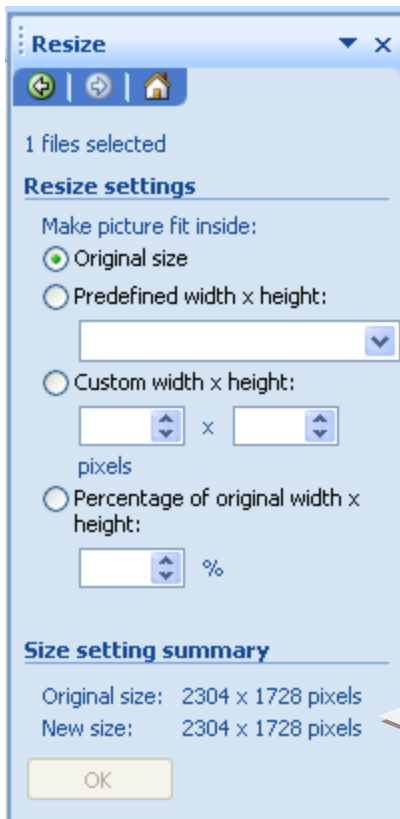 Resize
1 files selected
Resize settings
Make picture fit inside:
Original size
Predefined width x height:
Custom width x height:
x
pixels
Percentage of original width x
height:
%
Size setting summary
Original size: 2304 x 1728 pixels
New size: 2304 x 1728 pixels
OK